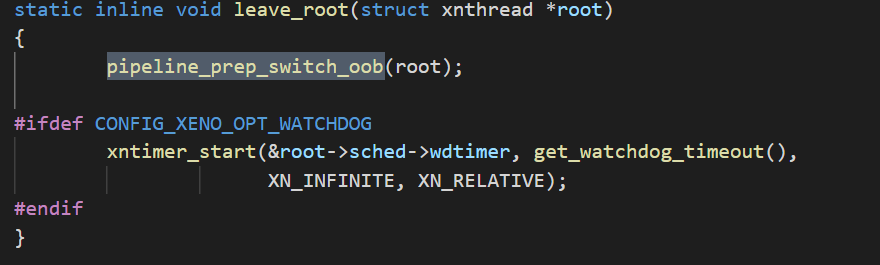 static inline void leave_root(struct xnthread *root)
{
pipeline_prep_switch_oob(root);
#ifdef CONFIG_XENO_OPT_WATCHDOG
xntimer_start(&root->sched->wdtimer, get_watchdog_timeout(),
XN_INFINITE, XN_RELATIVE);
#endif
}